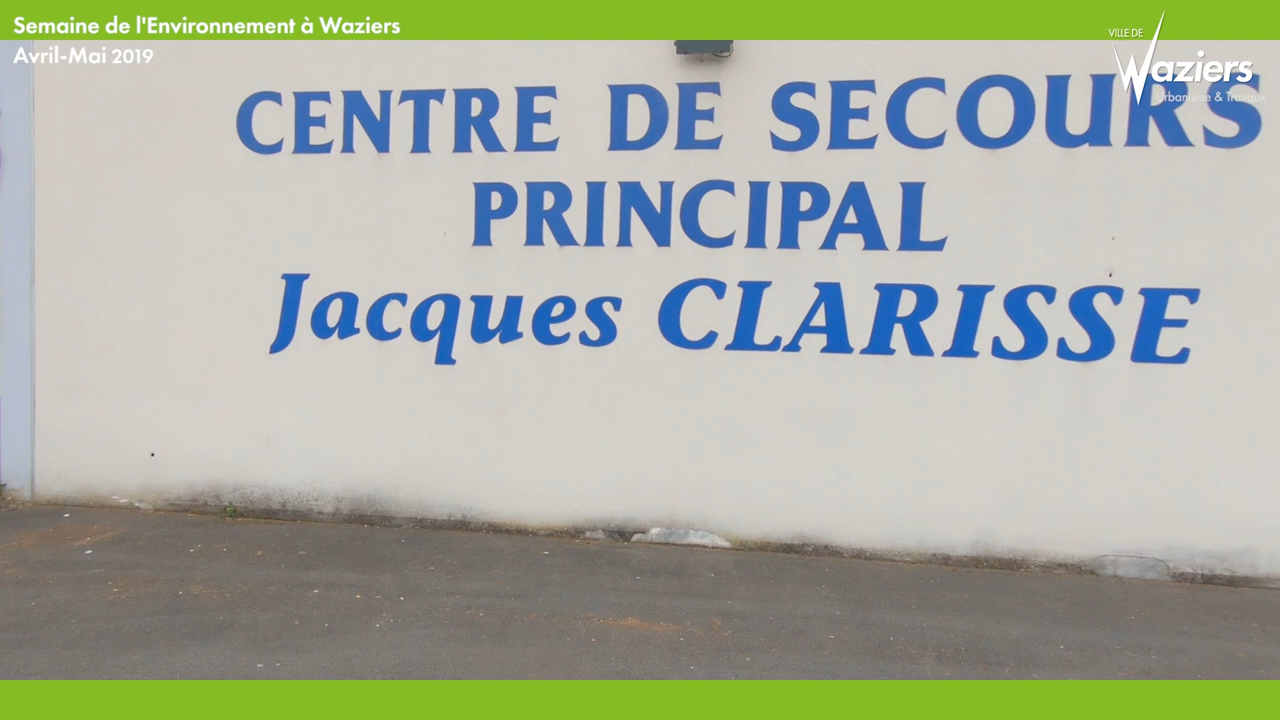 Semaine de l'Environnement à Waziers
Avril-Mai 2019
VILLE DE
Waziers
Urbanisme & Travaux
CENTRE DE SECOURS
PRINCIPAL
Jacques CLARISSE